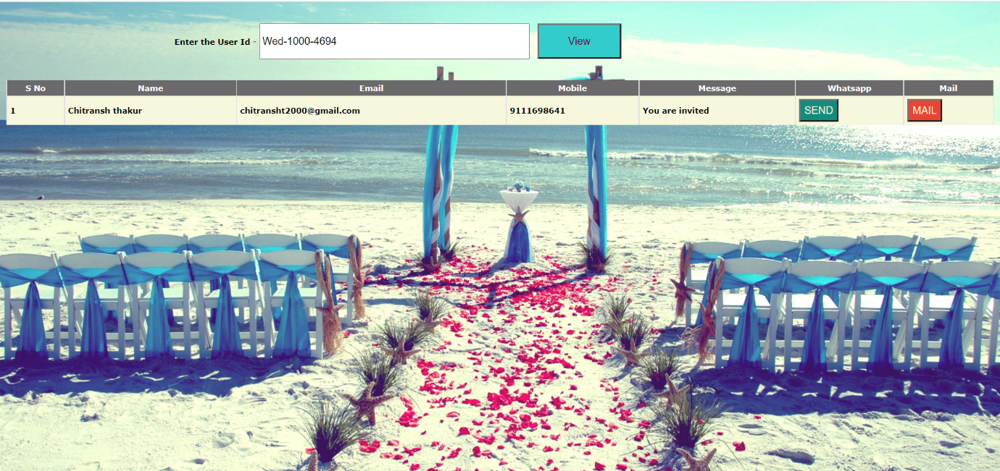 Enter the User Id - Wed-1000-4694 View
S No Name Email Mobile Message Whatsapp Mail
1 Chitransh thakur chitransht2000@gmail.com 9111698641 You are invited SEND MAIL